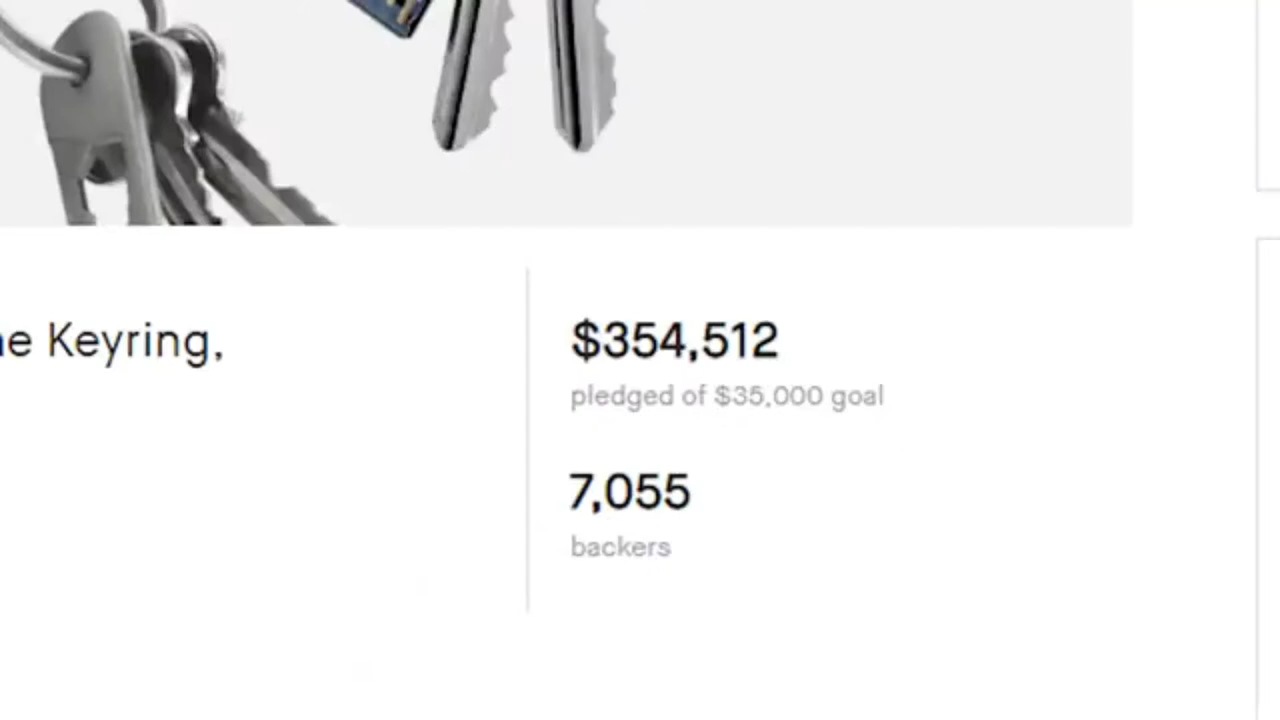 Keyring,
$354,512
pledged of $35,000 goal
7,055
backers